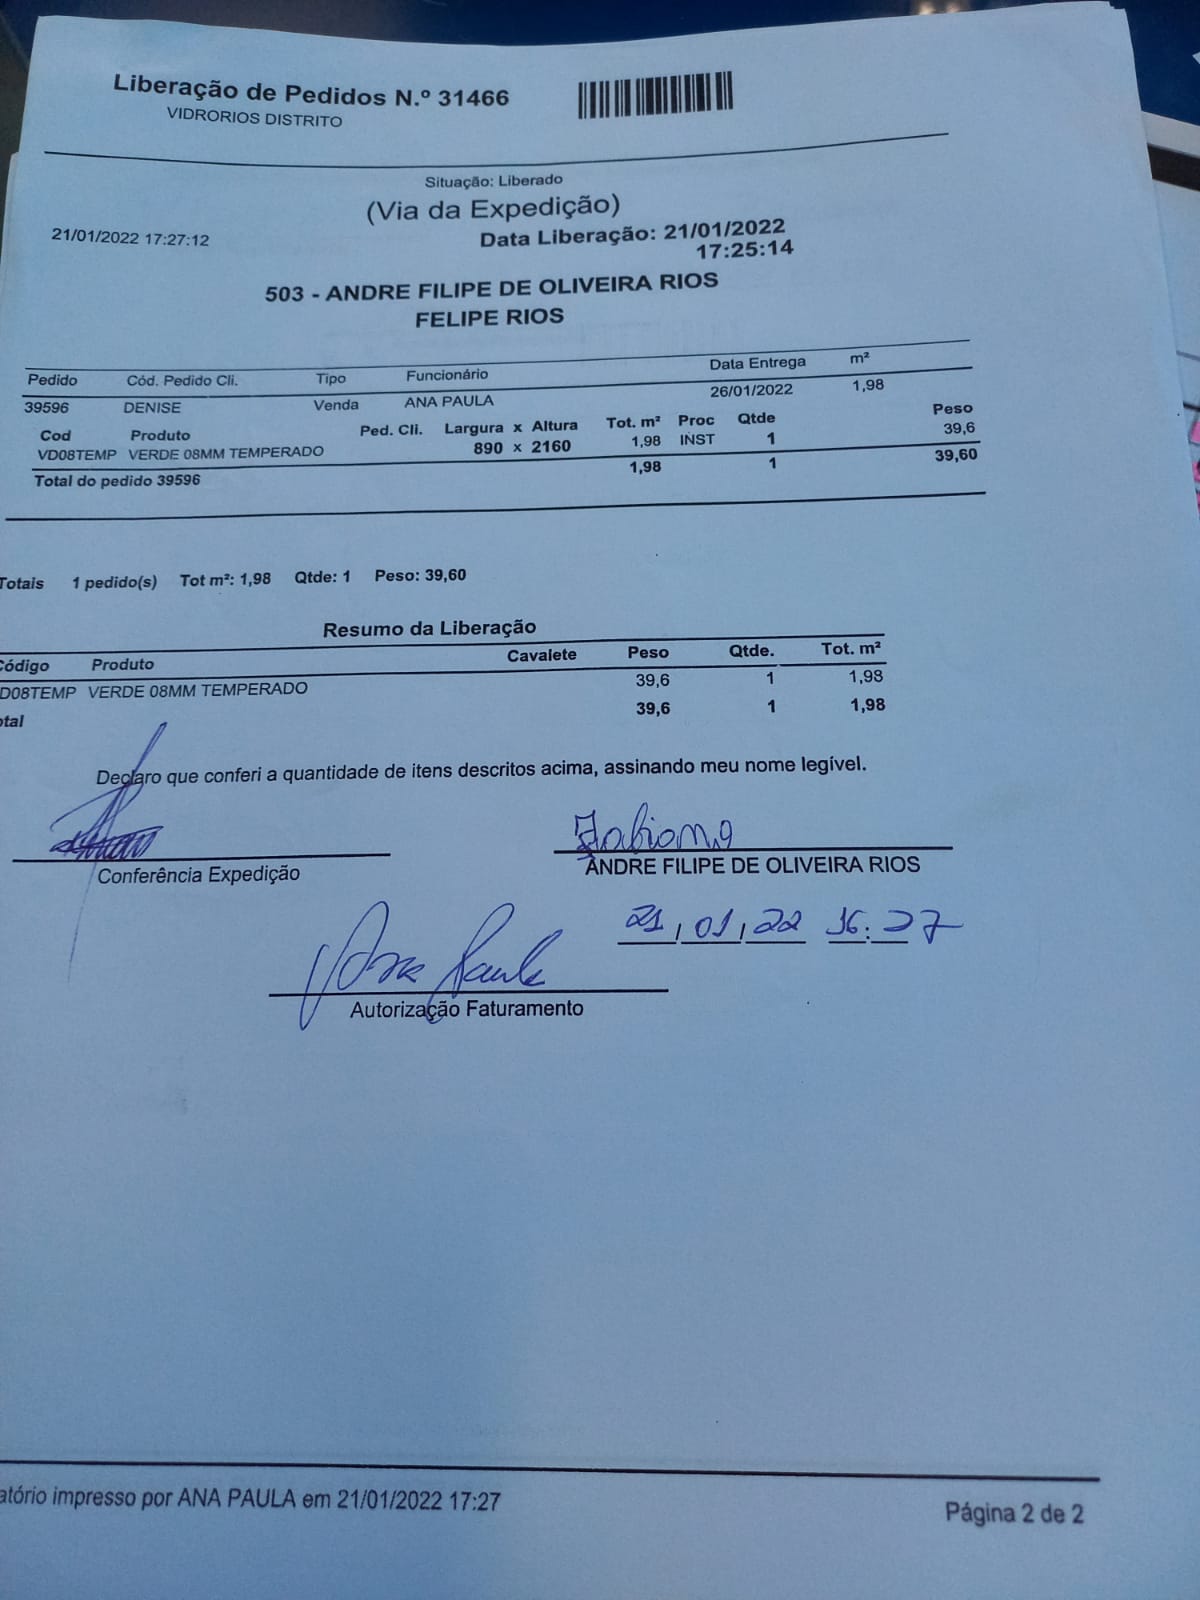 Liberação de Pedidos N.º 31466
VIDRORIOS DISTRITO
Situação: Liberado
(Via da Expedição)
21/01/2022 17:27:12
Data Liberação: 21/01/2022
17:25:14
503 - ANDRE FILIPE DE OLIVEIRA RIOS
FELIPE RIOS
Pedido Cód. Pedido Cli. Tipo Funcionário Data Entrega m²
39596 DENISE Venda ANA PAULA 26/01/2022 1,98
Cod Produto Ped. Cli. Largura x Altura Tot. m² Proc Qtde Peso
VD08TEMP VERDE 08MM TEMPERADO 890 x 2160 1,98 INST 1 39,6
Total do pedido 39596 1,98 1 39,60
Totais 1 pedido(s) Tot m²: 1,98 Qtde: 1 Peso: 39,60
Resumo da Liberação
Código Produto Cavalete Peso Qtde. Tot. m²
D08TEMP VERDE 08MM TEMPERADO 39,6 1 1,98
otal 39,6 1 1,98
Declaro que conferi a quantidade de itens descritos acima, assinando meu nome legível.
Fabiano
Conferência Expedição
ANDRE FILIPE DE OLIVEIRA RIOS
21/01/22 16:27
Ana Paula
Autorização Faturamento
atório impresso por ANA PAULA em 21/01/2022 17:27
Página 2 de 2